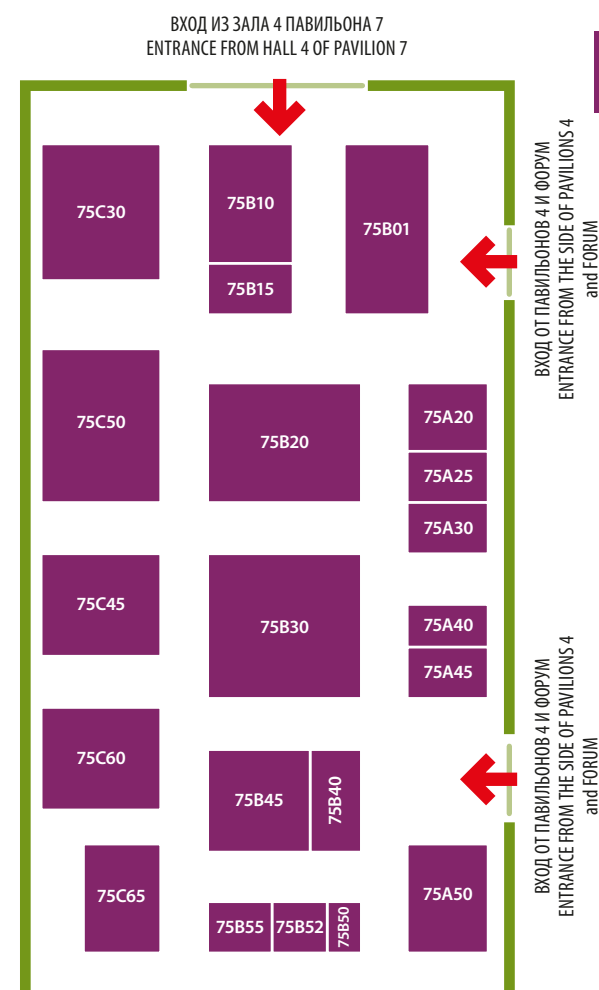 ВХОД ИЗ ЗАЛА 4 ПАВИЛЬОНА 7
ENTRANCE FROM HALL 4 OF PAVILION 7
75C30
75B10
75B01
75B15
ВХОД ОТ ПАВИЛЬОНОВ 4 И ФОРУМ
ENTRANCE FROM THE SIDE OF PAVILIONS 4
and FORUM
75C50
75B20
75A20
75A25
75A30
75C45
75B30
75A40
75A45
75C60
75B45
75B40
ВХОД ОТ ПАВИЛЬОНОВ 4 И ФОРУМ
ENTRANCE FROM THE SIDE OF PAVILIONS 4
and FORUM
75C65
75A50
75B55
75B52
75B50